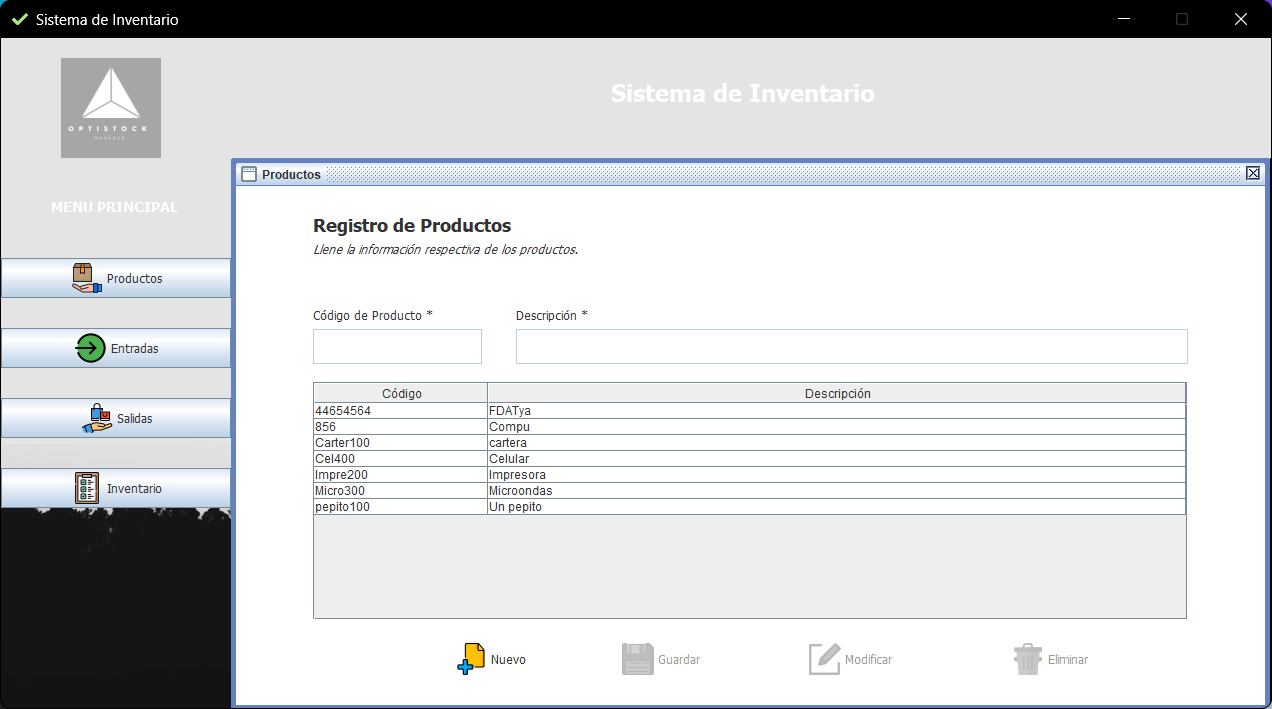 Sistema de Inventario
OPTISTOCK
MANAGER
Sistema de Inventario
MENU PRINCIPAL
Productos
Entradas
Salidas
Inventario
Productos
Registro de Productos
Llene la información respectiva de los productos.
Código de Producto * Descripción *
Código Descripción
44654564 FDATya
856 Compu
Carter100 cartera
Cel400 Celular
Impre200 Impresora
Micro300 Microondas
pepito100 Un pepito
Nuevo Guardar Modificar Eliminar